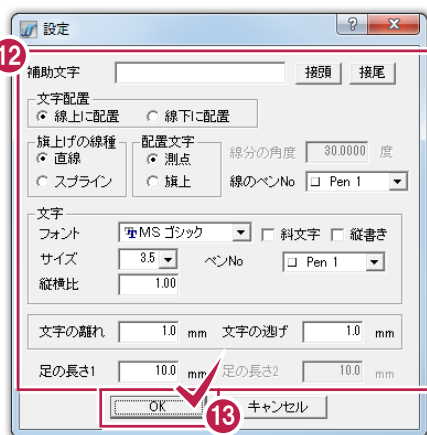 設定
12
補助文字 接頭 接尾
文字配置
線上に配置 線下に配置
旗上げの線種 配置文字
直線 測点 線分の角度 30.0000 度
スプライン 旗上 線のペンNo Pen 1
文字
フォント MS ゴシック 斜文字 縦書き
サイズ 3.5 ペンNo Pen 1
縦横比 1.00
文字の離れ 1.0 mm 文字の逃げ 1.0 mm
足の長さ1 10.0 mm 足の長さ2 10.0 mm
OK 13 キャンセル